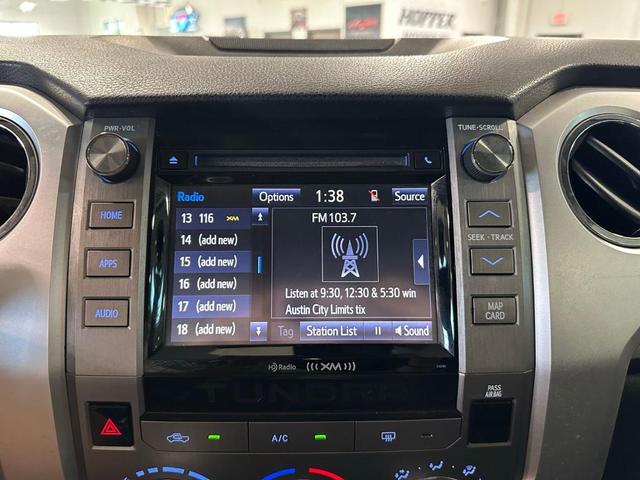 HOPPER
EXIT
PWR•VOL
TUNE•SCROLL
Radio Options 1:38 Source
13 116 XM
FM 103.7
14 (add new)
15 (add new)
16 (add new)
17 (add new)
18 (add new)
Listen at 9:30, 12:30 & 5:30 win
Austin City Limits tix
Tag Station List Sound
HOME
APPS
AUDIO
SEEK•TRACK
MAP
CARD
HD Radio (((XM)))
TUNDRA
PASS
AIRBAG
A/C